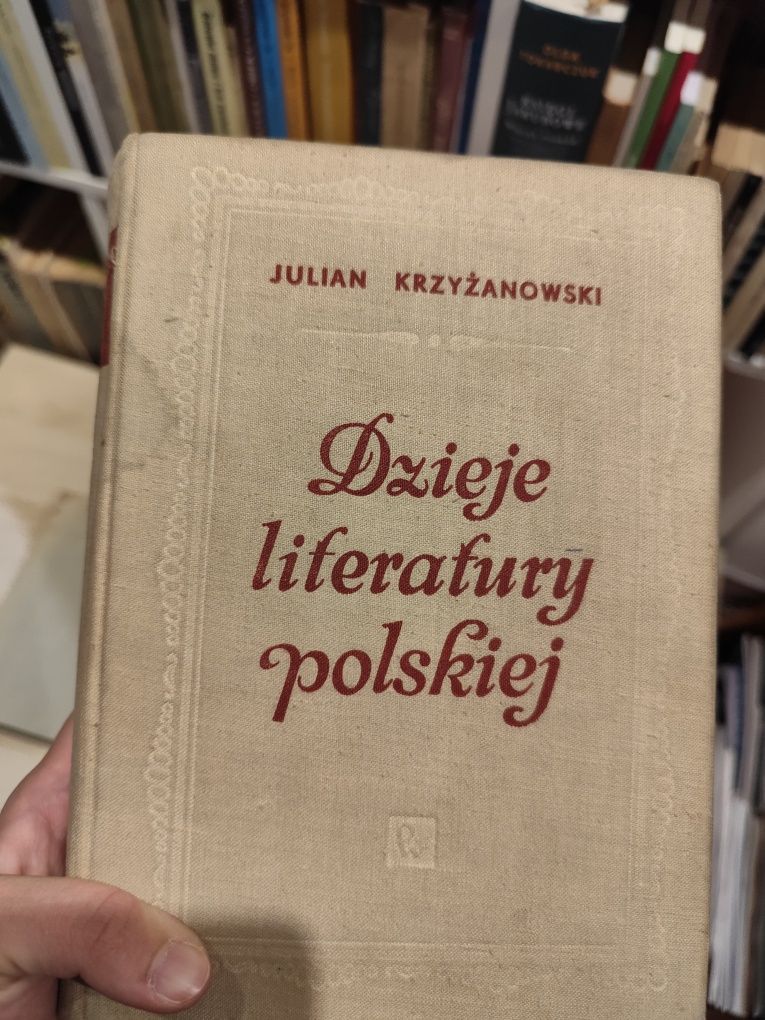 JULIAN KRZYŻANOWSKI
Dzieje
literatury
polskiej